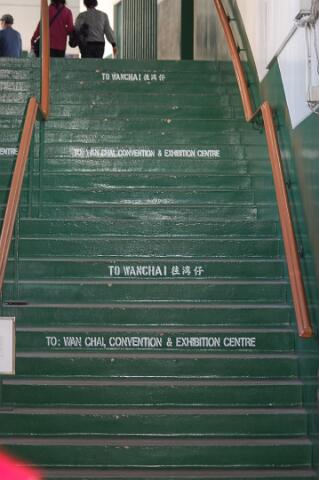 TO WANCHAI 往灣仔
TO: WAN CHAI, CONVENTION & EXHIBITION CENTRE
NTRE
TO WANCHAI 往灣仔
TO: WAN CHAI, CONVENTION & EXHIBITION CENTRE